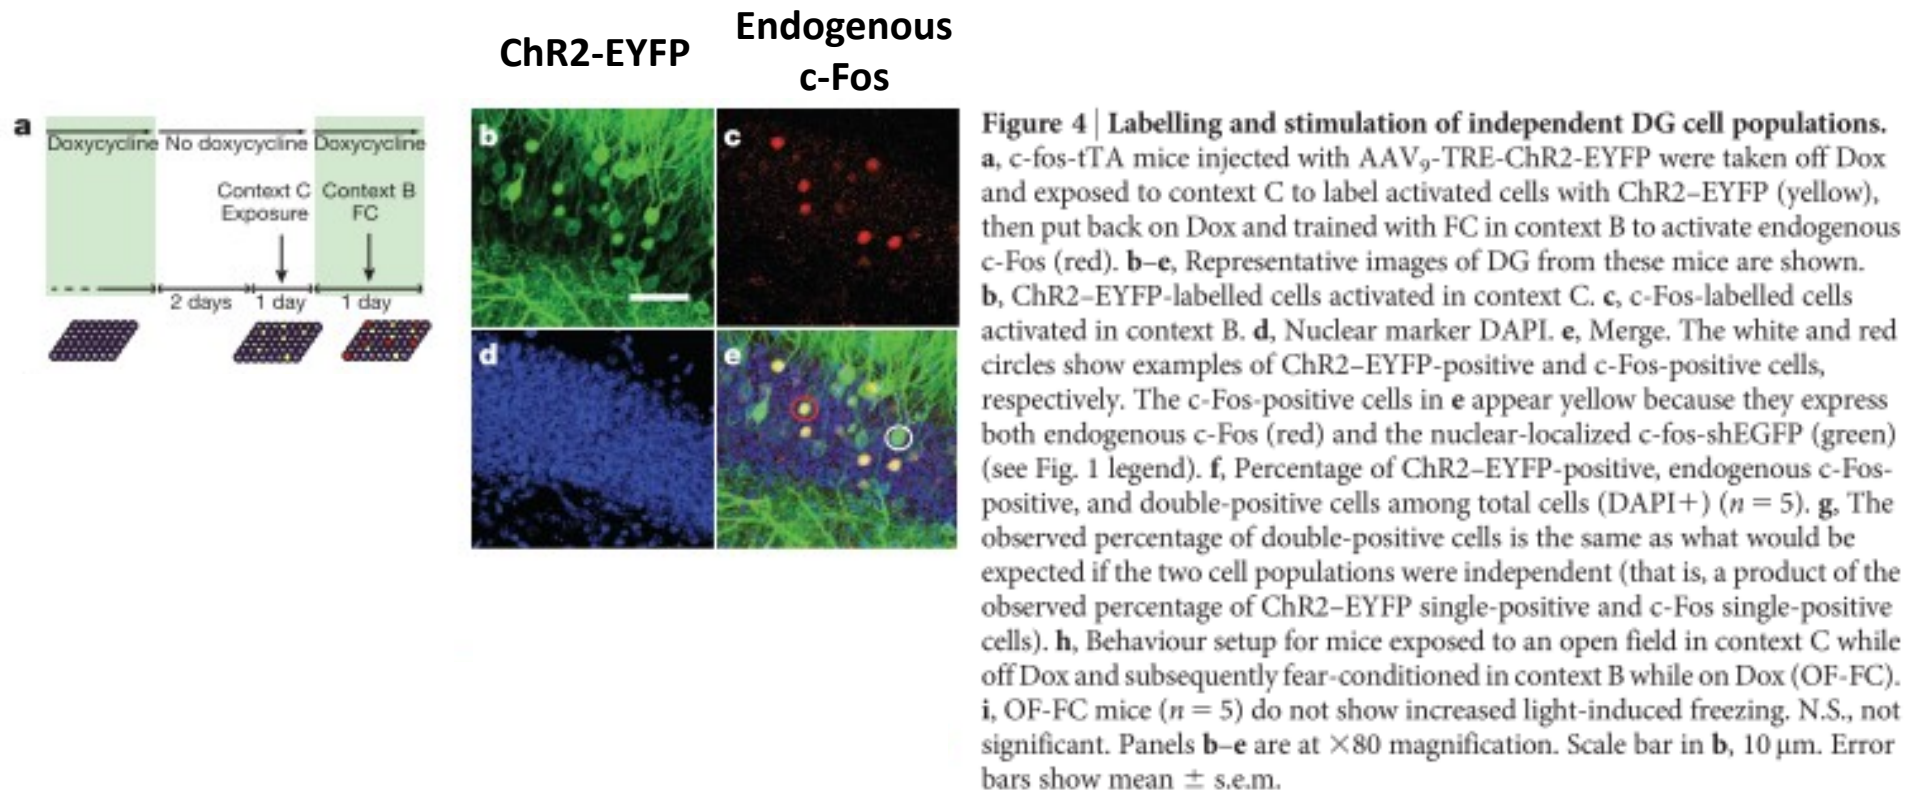 ChR2-EYFP
Endogenous
c-Fos
a
Doxycycline No doxycycline Doxycycline
Context C Context B
Exposure FC
2 days 1 day 1 day
b
c
d
e
Figure 4 | Labelling and stimulation of independent DG cell populations.
a, c-fos-tTA mice injected with AAV₉-TRE-ChR2-EYFP were taken off Dox
and exposed to context C to label activated cells with ChR2–EYFP (yellow),
then put back on Dox and trained with FC in context B to activate endogenous
c-Fos (red). b–e, Representative images of DG from these mice are shown.
b, ChR2–EYFP-labelled cells activated in context C. c, c-Fos-labelled cells
activated in context B. d, Nuclear marker DAPI. e, Merge. The white and red
circles show examples of ChR2–EYFP-positive and c-Fos-positive cells,
respectively. The c-Fos-positive cells in e appear yellow because they express
both endogenous c-Fos (red) and the nuclear-localized c-fos-shEGFP (green)
(see Fig. 1 legend). f, Percentage of ChR2–EYFP-positive, endogenous c-Fos-
positive, and double-positive cells among total cells (DAPI+) (n = 5). g, The
observed percentage of double-positive cells is the same as what would be
expected if the two cell populations were independent (that is, a product of the
observed percentage of ChR2–EYFP single-positive and c-Fos single-positive
cells). h, Behaviour setup for mice exposed to an open field in context C while
off Dox and subsequently fear-conditioned in context B while on Dox (OF-FC).
i, OF-FC mice (n = 5) do not show increased light-induced freezing. N.S., not
significant. Panels b–e are at ×80 magnification. Scale bar in b, 10 μm. Error
bars show mean ± s.e.m.